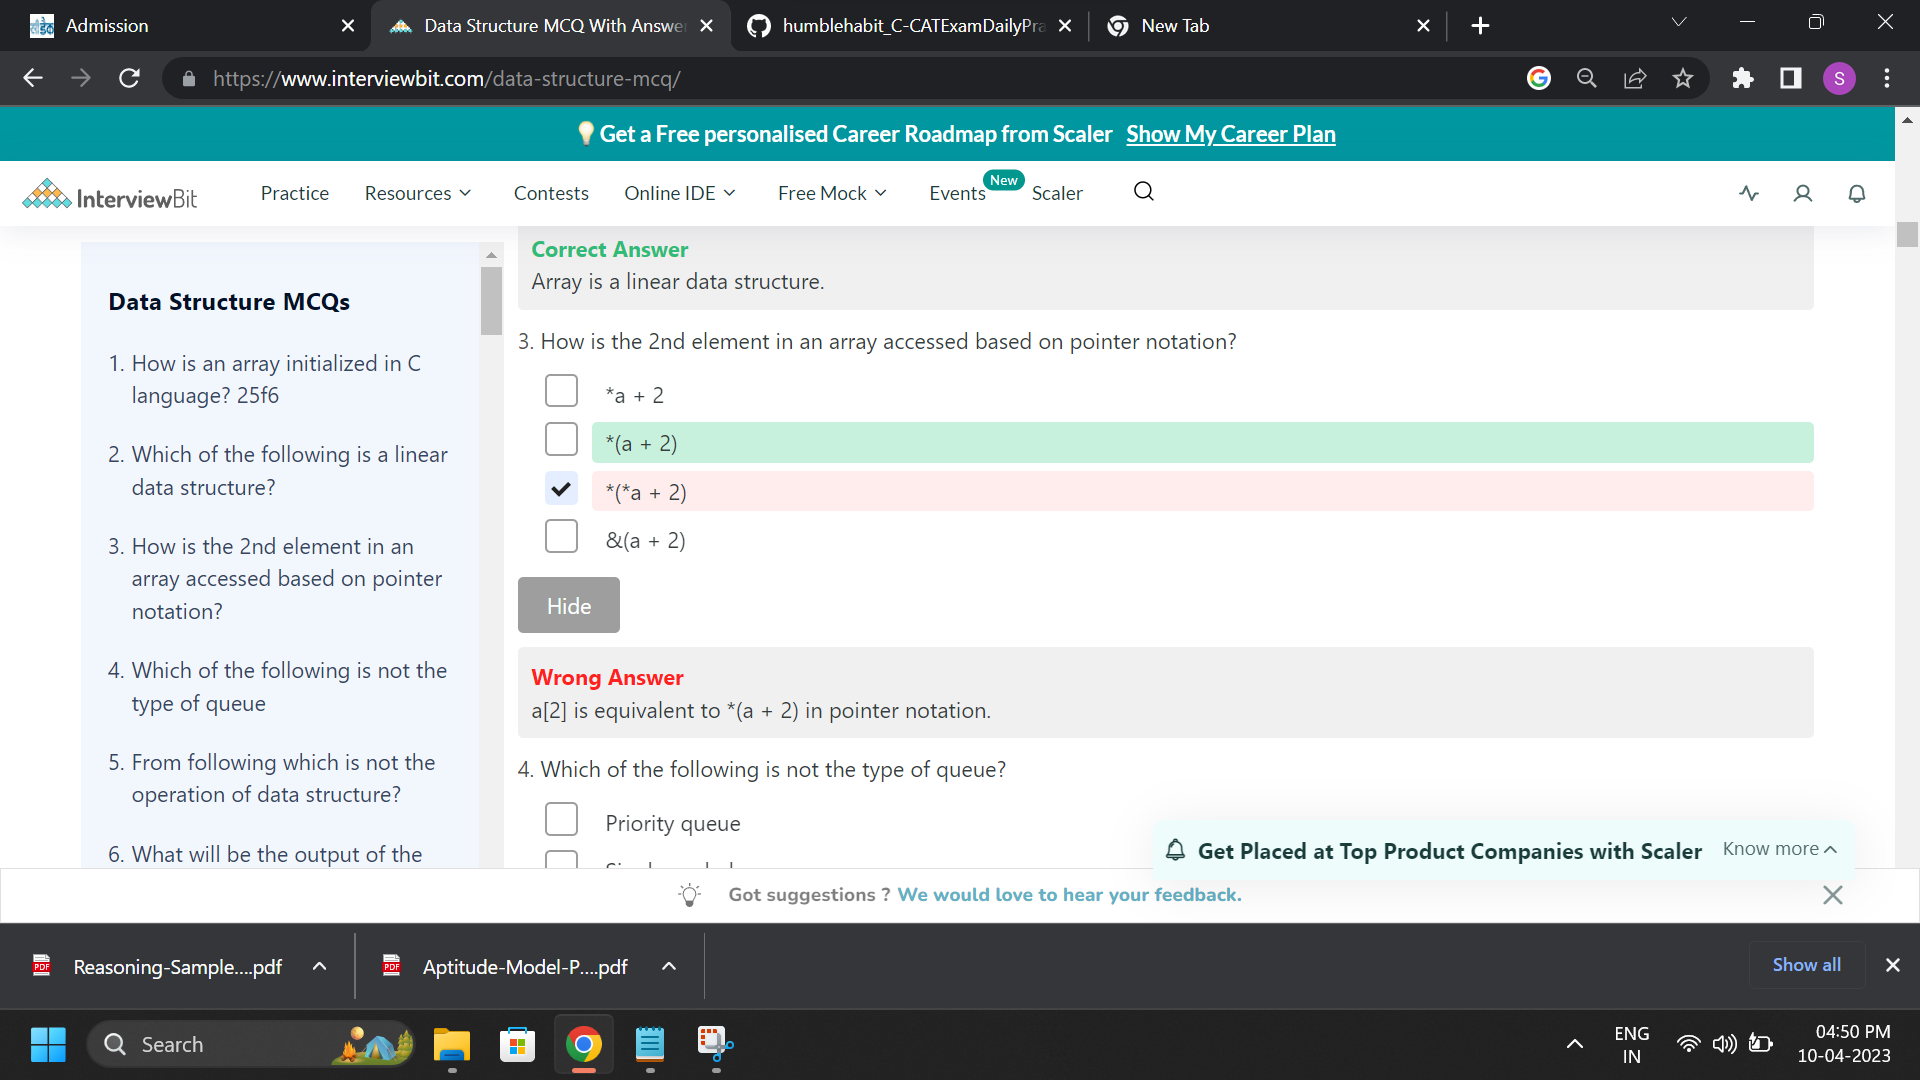 Admission
Data Structure MCQ With Answe
humblehabit_C-CATExamDailyPra
New Tab
https://www.interviewbit.com/data-structure-mcq/
S
Get a Free personalised Career Roadmap from Scaler Show My Career Plan
InterviewBit
Practice
Resources
Contests
Online IDE
Free Mock
Events
New
Scaler
Data Structure MCQs
1. How is an array initialized in C
language? 25f6
2. Which of the following is a linear
data structure?
3. How is the 2nd element in an
array accessed based on pointer
notation?
4. Which of the following is not the
type of queue
5. From following which is not the
operation of data structure?
6. What will be the output of the
Correct Answer
Array is a linear data structure.
3. How is the 2nd element in an array accessed based on pointer notation?
*a + 2
*(a + 2)
*(*a + 2)
&(a + 2)
Hide
Wrong Answer
a[2] is equivalent to *(a + 2) in pointer notation.
4. Which of the following is not the type of queue?
Priority queue
Get Placed at Top Product Companies with Scaler Know more
Got suggestions ? We would love to hear your feedback.
PDF Reasoning-Sample....pdf
PDF Aptitude-Model-P....pdf
Show all
Search
ENG
IN
04:50 PM
10-04-2023